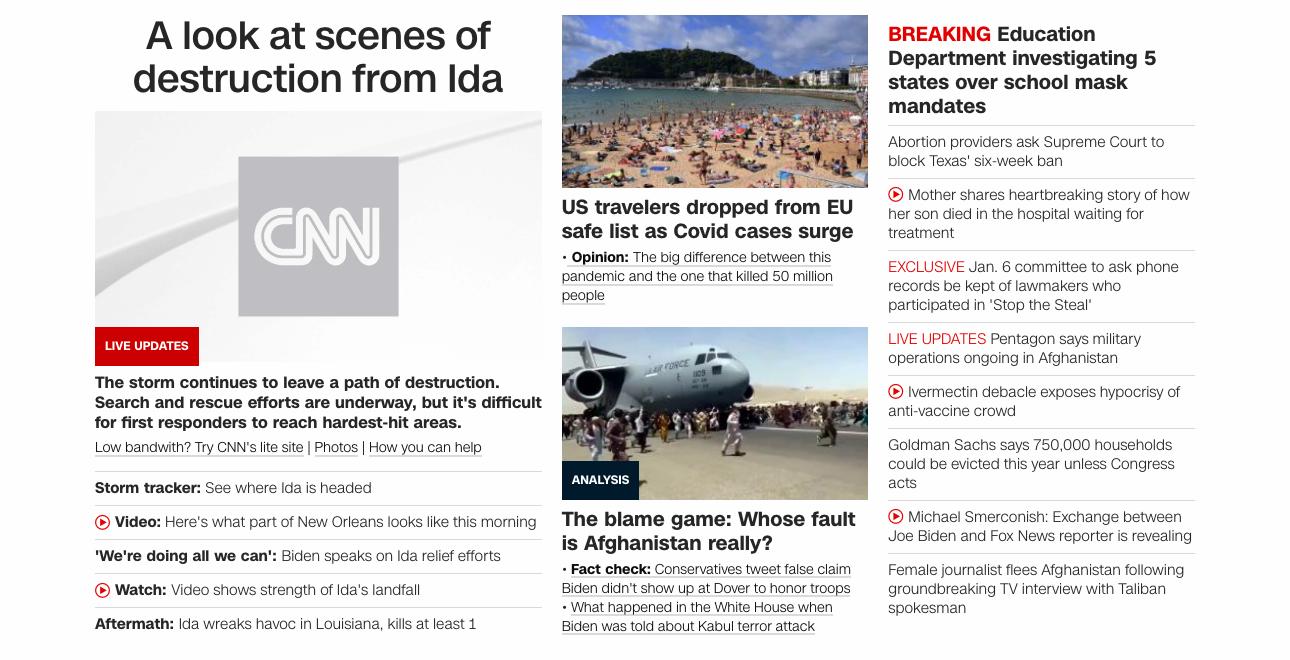 A look at scenes of
destruction from Ida
CNN
LIVE UPDATES
The storm continues to leave a path of destruction.
Search and rescue efforts are underway, but it's difficult
for first responders to reach hardest-hit areas.
Low bandwith? Try CNN's lite site | Photos | How you can help
Storm tracker: See where Ida is headed
Video: Here's what part of New Orleans looks like this morning
'We're doing all we can': Biden speaks on Ida relief efforts
Watch: Video shows strength of Ida's landfall
Aftermath: Ida wreaks havoc in Louisiana, kills at least 1
US travelers dropped from EU
safe list as Covid cases surge
• Opinion: The big difference between this
pandemic and the one that killed 50 million
people
U.S. AIR FORCE
1109
ANALYSIS
The blame game: Whose fault
is Afghanistan really?
• Fact check: Conservatives tweet false claim
Biden didn't show up at Dover to honor troops
• What happened in the White House when
Biden was told about Kabul terror attack
BREAKING Education
Department investigating 5
states over school mask
mandates
Abortion providers ask Supreme Court to
block Texas' six-week ban
Mother shares heartbreaking story of how
her son died in the hospital waiting for
treatment
EXCLUSIVE Jan. 6 committee to ask phone
records be kept of lawmakers who
participated in 'Stop the Steal'
LIVE UPDATES Pentagon says military
operations ongoing in Afghanistan
Ivermectin debacle exposes hypocrisy of
anti-vaccine crowd
Goldman Sachs says 750,000 households
could be evicted this year unless Congress
acts
Michael Smerconish: Exchange between
Joe Biden and Fox News reporter is revealing
Female journalist flees Afghanistan following
groundbreaking TV interview with Taliban
spokesman